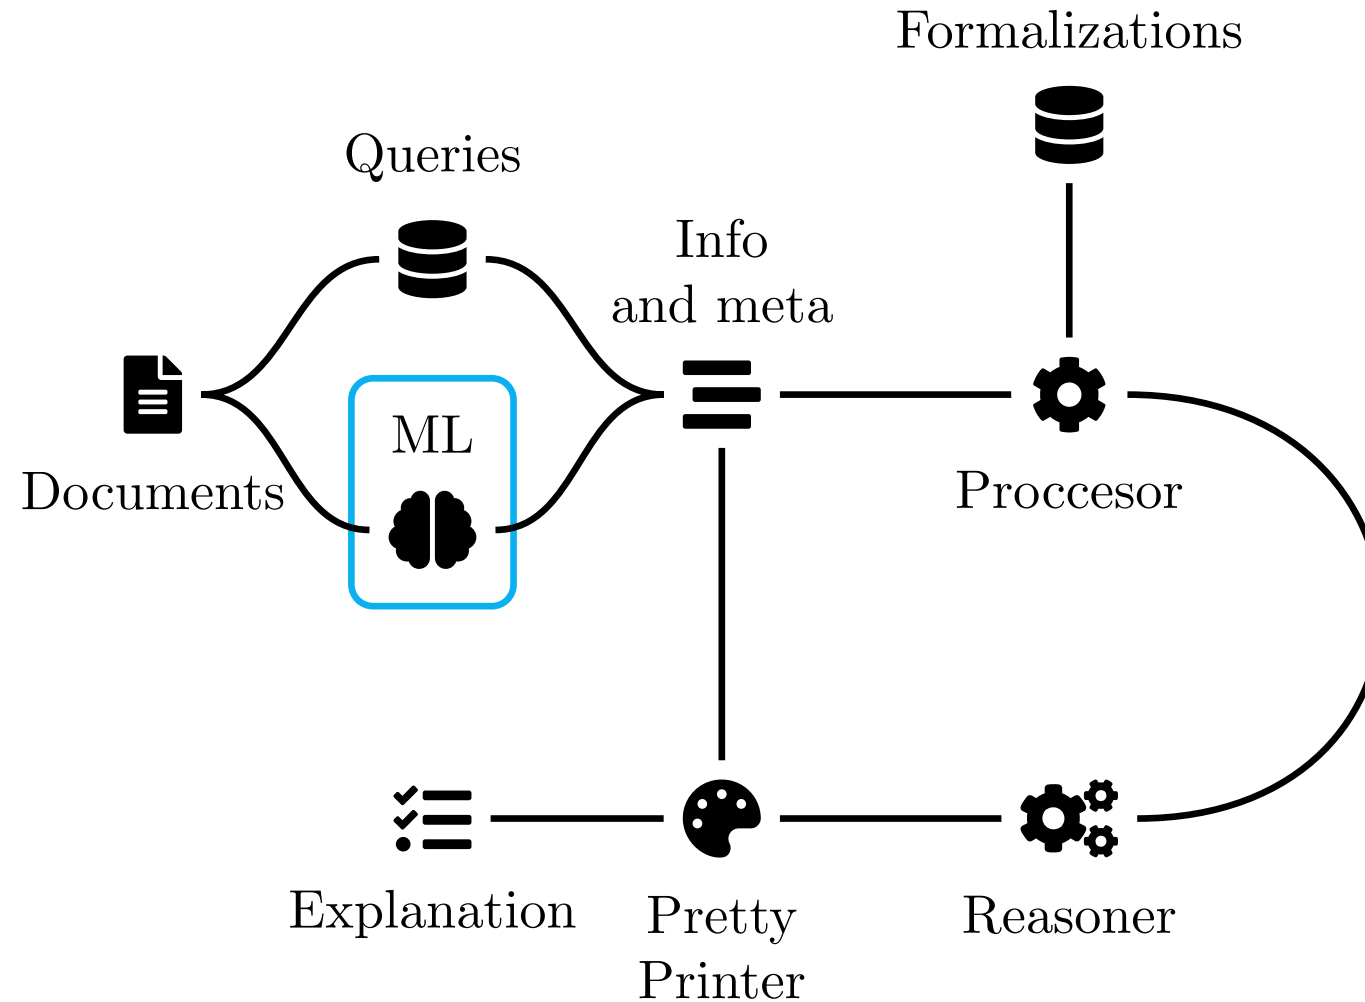 Formalizations
Queries
Info
and meta
ML
Documents
Proccesor
Explanation
Pretty
Printer
Reasoner